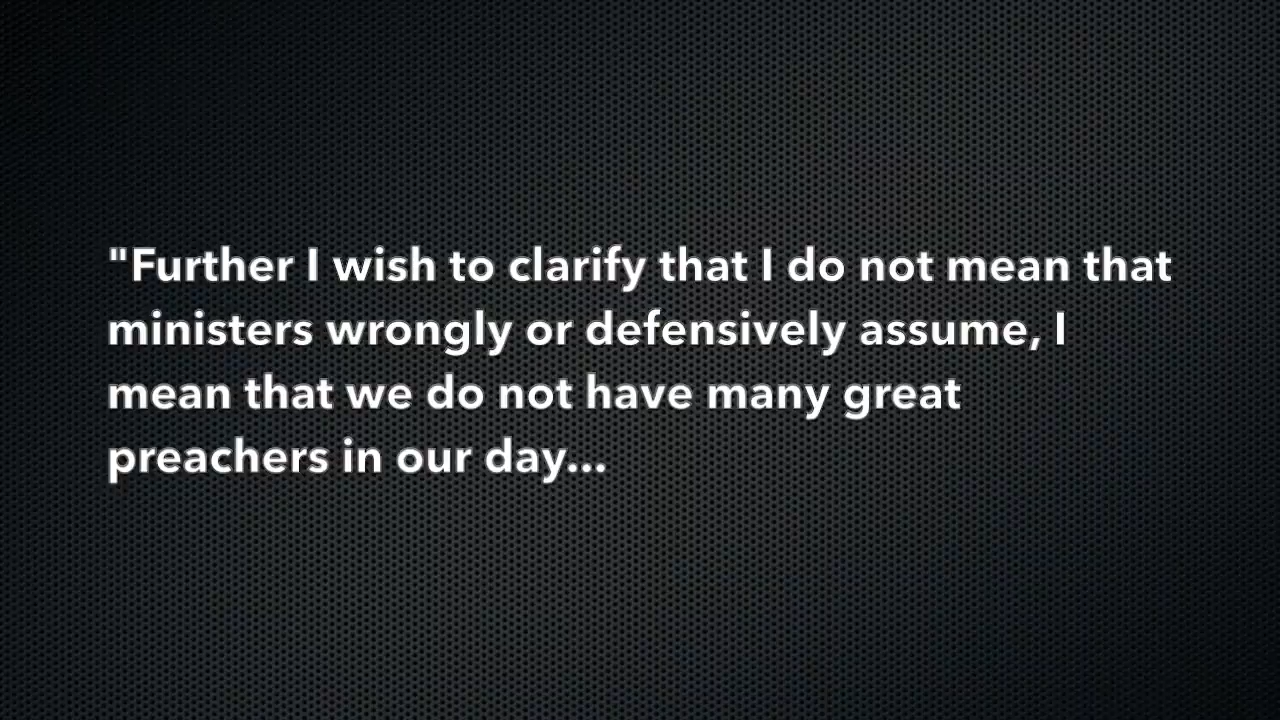 "Further I wish to clarify that I do not mean that
ministers wrongly or defensively assume, I
mean that we do not have many great
preachers in our day...